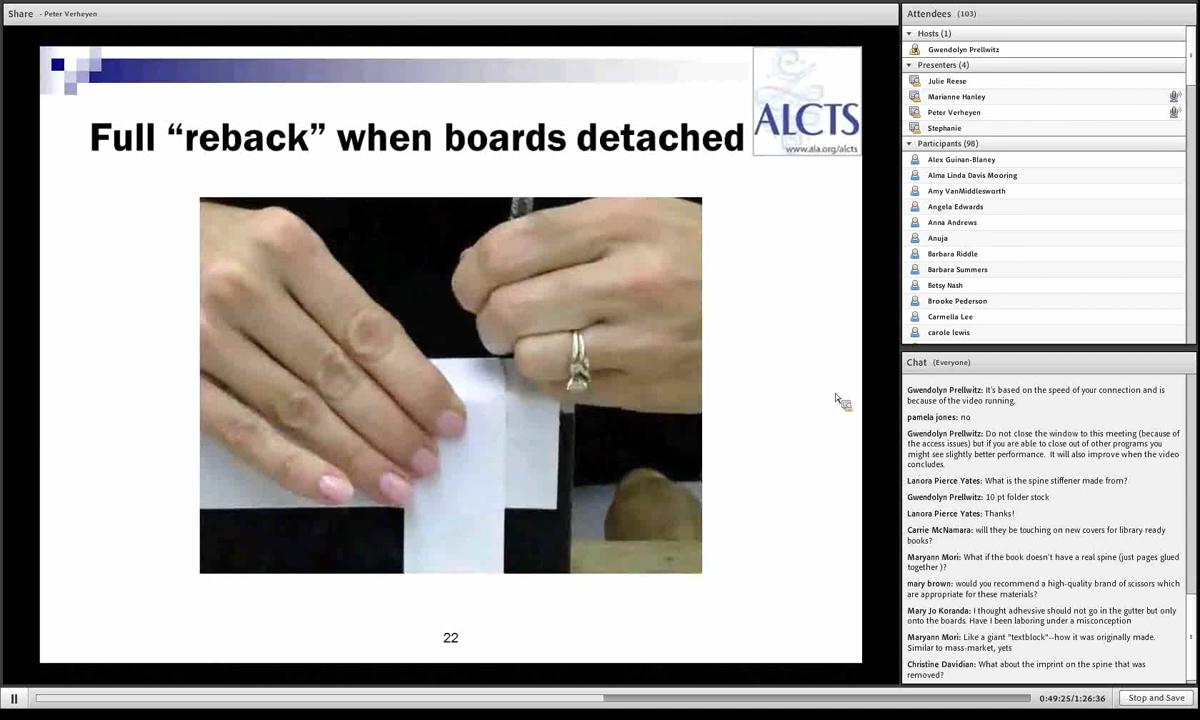 Share - Peter Verheyen
Full “reback” when boards detached
ALCTS
www.ala.org/alcts
22
Attendees (103)
Hosts (1)
Gwendolyn Prellwitz
Presenters (4)
Julie Reese
Marianne Hanley
Peter Verheyen
Stephanie
Participants (98)
Alex Guinan-Blaney
Alma Linda Davis Mooring
Amy VanMiddlesworth
Angela Edwards
Anna Andrews
Anuja
Barbara Riddle
Barbara Summers
Betsy Nash
Brooke Pederson
Carmella Lee
carole lewis
Chat (Everyone)
Gwendolyn Prellwitz: It's based on the speed of your connection and is
because of the video running.
pamela jones: no
Gwendolyn Prellwitz: Do not close the window to this meeting (because of
the access issues) but if you are able to close out of other programs you
might see slightly better performance. It will also improve when the video
concludes.
Lanora Pierce Yates: What is the spine stiffener made from?
Gwendolyn Prellwitz: 10 pt folder stock
Lanora Pierce Yates: Thanks!
Carrie McNamara: will they be touching on new covers for library ready
books?
Maryann Mori: What if the book doesn't have a real spine (just pages glued
together )?
mary brown: would you recommend a high-quality brand of scissors which
are appropriate for these materials?
Mary Jo Koranda: I thought adhevsive should not go in the gutter but only
onto the boards. Have I been laboring under a misconception
Maryann Mori: Like a giant "textblock"--how it was originally made.
Similar to mass-market, yets
Christine Davidian: What about the imprint on the spine that was
removed?
0:49:25/1:26:36
Stop and Save